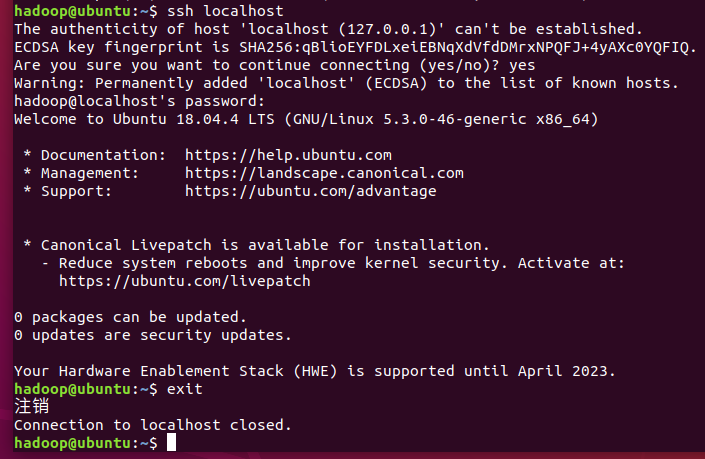 hadoop@ubuntu:~$ ssh localhost
The authenticity of host 'localhost (127.0.0.1)' can't be established.
ECDSA key fingerprint is SHA256:qBlioEYFDLxeiEBNqXdVfdDMrxNPQFJ+4yAXc0YQFIQ.
Are you sure you want to continue connecting (yes/no)? yes
Warning: Permanently added 'localhost' (ECDSA) to the list of known hosts.
hadoop@localhost's password:
Welcome to Ubuntu 18.04.4 LTS (GNU/Linux 5.3.0-46-generic x86_64)

 * Documentation:  https://help.ubuntu.com
 * Management:     https://landscape.canonical.com
 * Support:        https://ubuntu.com/advantage


 * Canonical Livepatch is available for installation.
   - Reduce system reboots and improve kernel security. Activate at:
     https://ubuntu.com/livepatch

0 packages can be updated.
0 updates are security updates.

Your Hardware Enablement Stack (HWE) is supported until April 2023.
hadoop@ubuntu:~$ exit
注销
Connection to localhost closed.
hadoop@ubuntu:~$